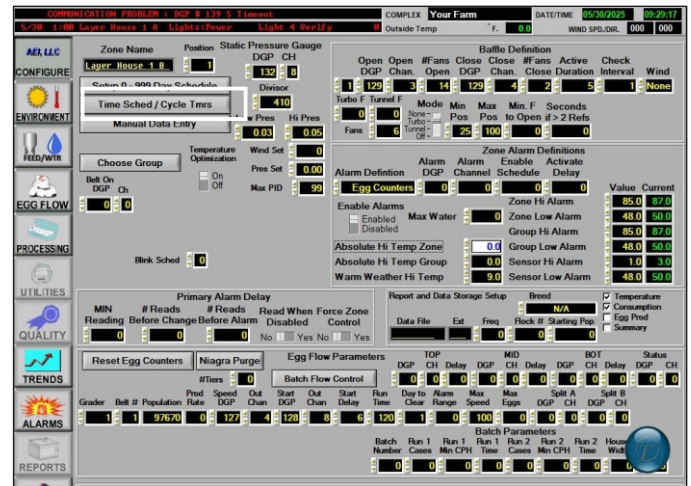 COMMUNICATION PROBLEM : DGP # 139 S Timeout
COMPLEX Your Farm DATE/TIME 05/30/2025 09:29:17
5/30 1:00 Layer House 1 A Lights:Power Light 4 Verify 0 Outside Temp °F. 0.0 WIND SPD./DIR. 000 000
AEI, LLC
CONFIGURE
ENVIRONMENT
FEED/WTR
EGG FLOW
PROCESSING
UTILITIES
QUALITY
TRENDS
ALARMS
REPORTS
Zone Name Position Static Pressure Gauge
DGP CH
Layer House 1 B 1 132 8
Setup 0 - 999 Day Schedule Divisor
Time Sched / Cycle Tmrs 410
Manual Data Entry Low Pres Hi Pres
0.03 0.05
Choose Group
Temperature Optimization
On
Off
Wind Set 0
Pres Set 0.00
Max PID 99
Belt On
DGP Ch
0 0
Blink Sched 0
Baffle Definition
Open Open #Fans Close Close #Fans Active Check
DGP Chan. Open DGP Chan. Close Duration Interval Wind
1 129 3 14 129 4 2 5 1 None
Turbo F Tunnel F Mode Min Max Min. F Seconds
None - Pos Pos to Open if > 2 Refs
0 0 Turbo -
Fans 6 Tunnel - 25 100 0 0
Off -
Zone Alarm Definitions
Alarm Alarm Enable Activate
Alarm Defintion DGP Channel Schedule Delay
Egg Counters 0 0 0 0 Value Current
Enable Alarms
Enabled
Disabled
Max Water 0
Zone Hi Alarm 85.0 87.0
Zone Low Alarm 48.0 50.0
Group Hi Alarm 85.0 87.0
Absolute Hi Temp Zone 0.0 Group Low Alarm 48.0 50.0
Absolute Hi Temp Group 0.0 Sensor Hi Alarm 1.0 3.0
Warm Weather Hi Temp 9.0 Sensor Low Alarm 48.0 50.0
Primary Alarm Delay
MIN # Reads # Reads Read When Force Zone
Reading Before Change Before Alarm Disabled Control
0 0 0 No Yes No Yes
Report and Data Storage Setup Breed
N/A
Data File Ext Freq Flock # Starting Pop
0 0 0
Temperature
Consumption
Egg Prod
Summary
Reset Egg Counters Niagra Purge Egg Flow Parameters
#Tiers 0 Batch Flow Control
TOP MID BOT Status
DGP CH Delay DGP CH Delay DGP CH Delay DGP CH
0 0 0 0 0 0 0 0 0 0 0
Prod Speed Out Start Out Start Run Day to Alarm Max Max Split A Split B
Grader Belt # Population Rate DGP Chan DGP Chan Delay Time Clear Range Speed Eggs DGP CH DGP CH
1 1 97670 0 127 4 128 8 6 120 1 0 100 0 0 0 0 0
Batch Parameters
Batch Run 1 Run 1 Run 1 Run 2 Run 2 Run 2 House
Number Cases Min CPH Time Cases Min CPH Time Widt
0 0 0 0 0 0 0 0